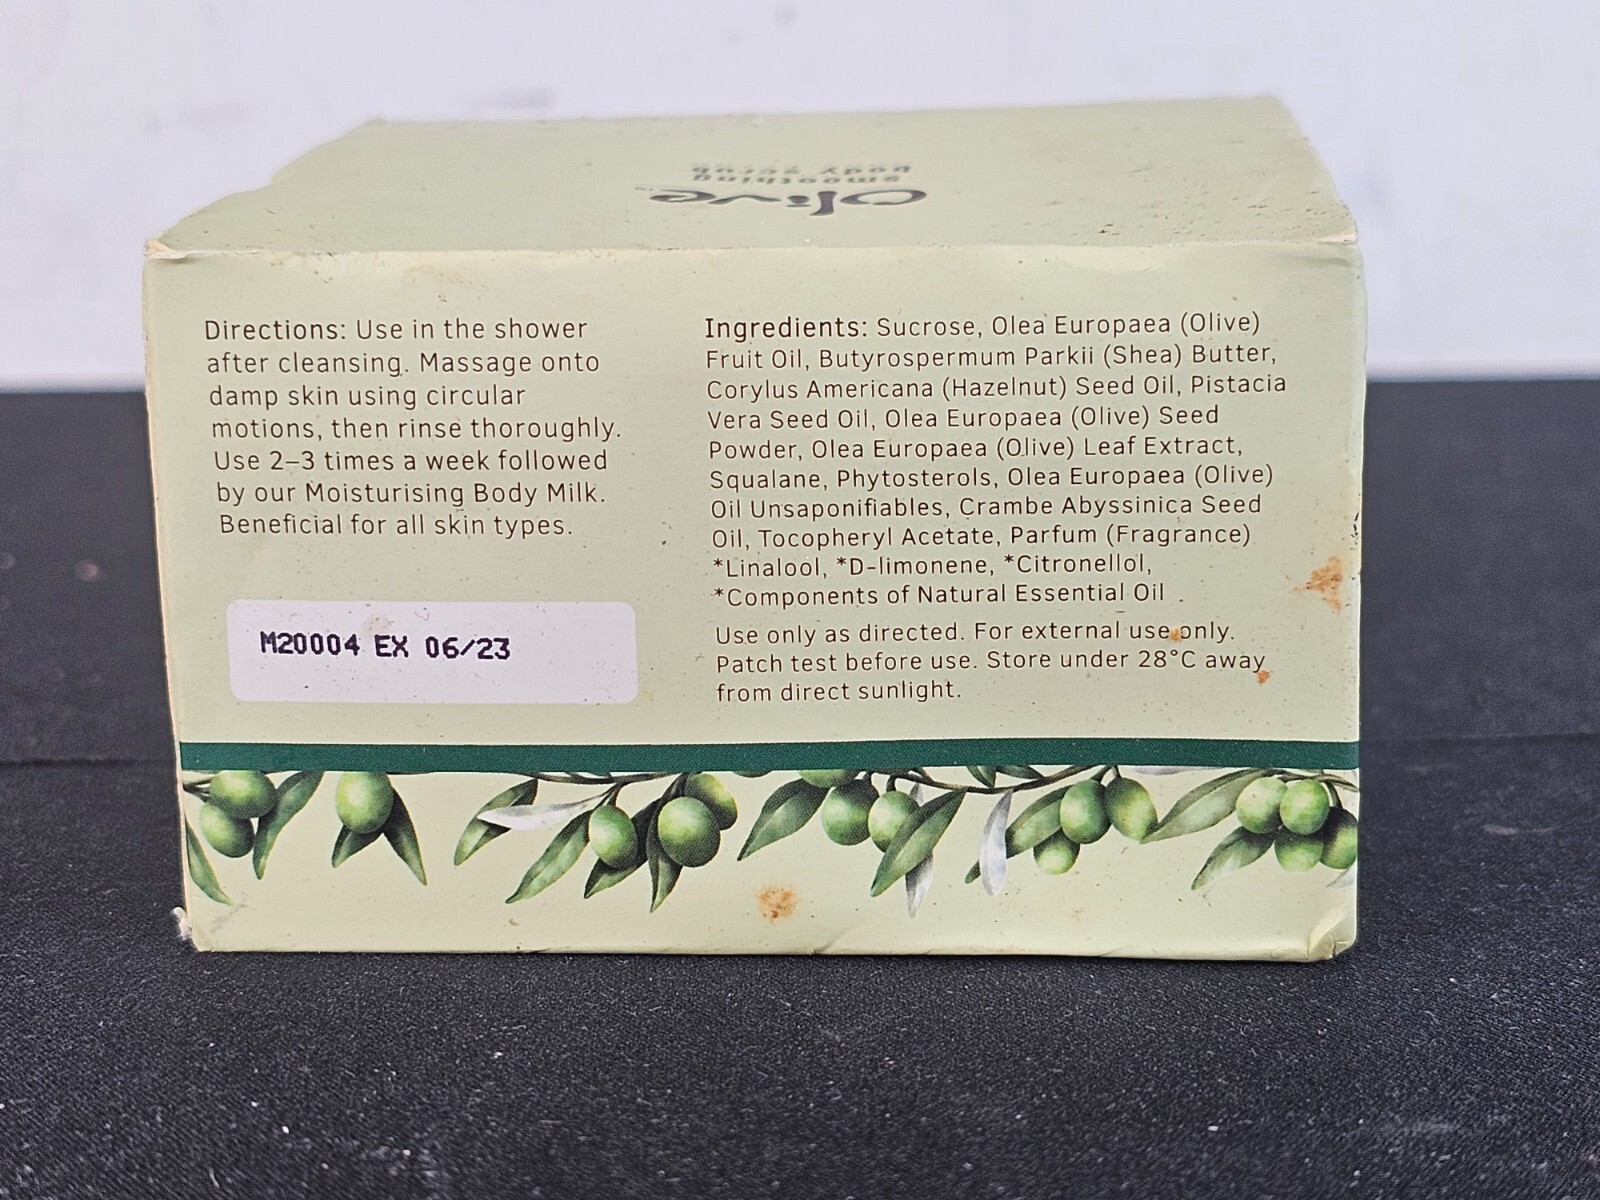 olive™
smoothing
body scrub
Directions: Use in the shower
after cleansing. Massage onto
damp skin using circular
motions, then rinse thoroughly.
Use 2–3 times a week followed
by our Moisturising Body Milk.
Beneficial for all skin types.
M20004 EX 06/23
Ingredients: Sucrose, Olea Europaea (Olive)
Fruit Oil, Butyrospermum Parkii (Shea) Butter,
Corylus Americana (Hazelnut) Seed Oil, Pistacia
Vera Seed Oil, Olea Europaea (Olive) Seed
Powder, Olea Europaea (Olive) Leaf Extract,
Squalane, Phytosterols, Olea Europaea (Olive)
Oil Unsaponifiables, Crambe Abyssinica Seed
Oil, Tocopheryl Acetate, Parfum (Fragrance)
*Linalool, *D-limonene, *Citronellol,
*Components of Natural Essential Oil
Use only as directed. For external use only.
Patch test before use. Store under 28°C away
from direct sunlight.